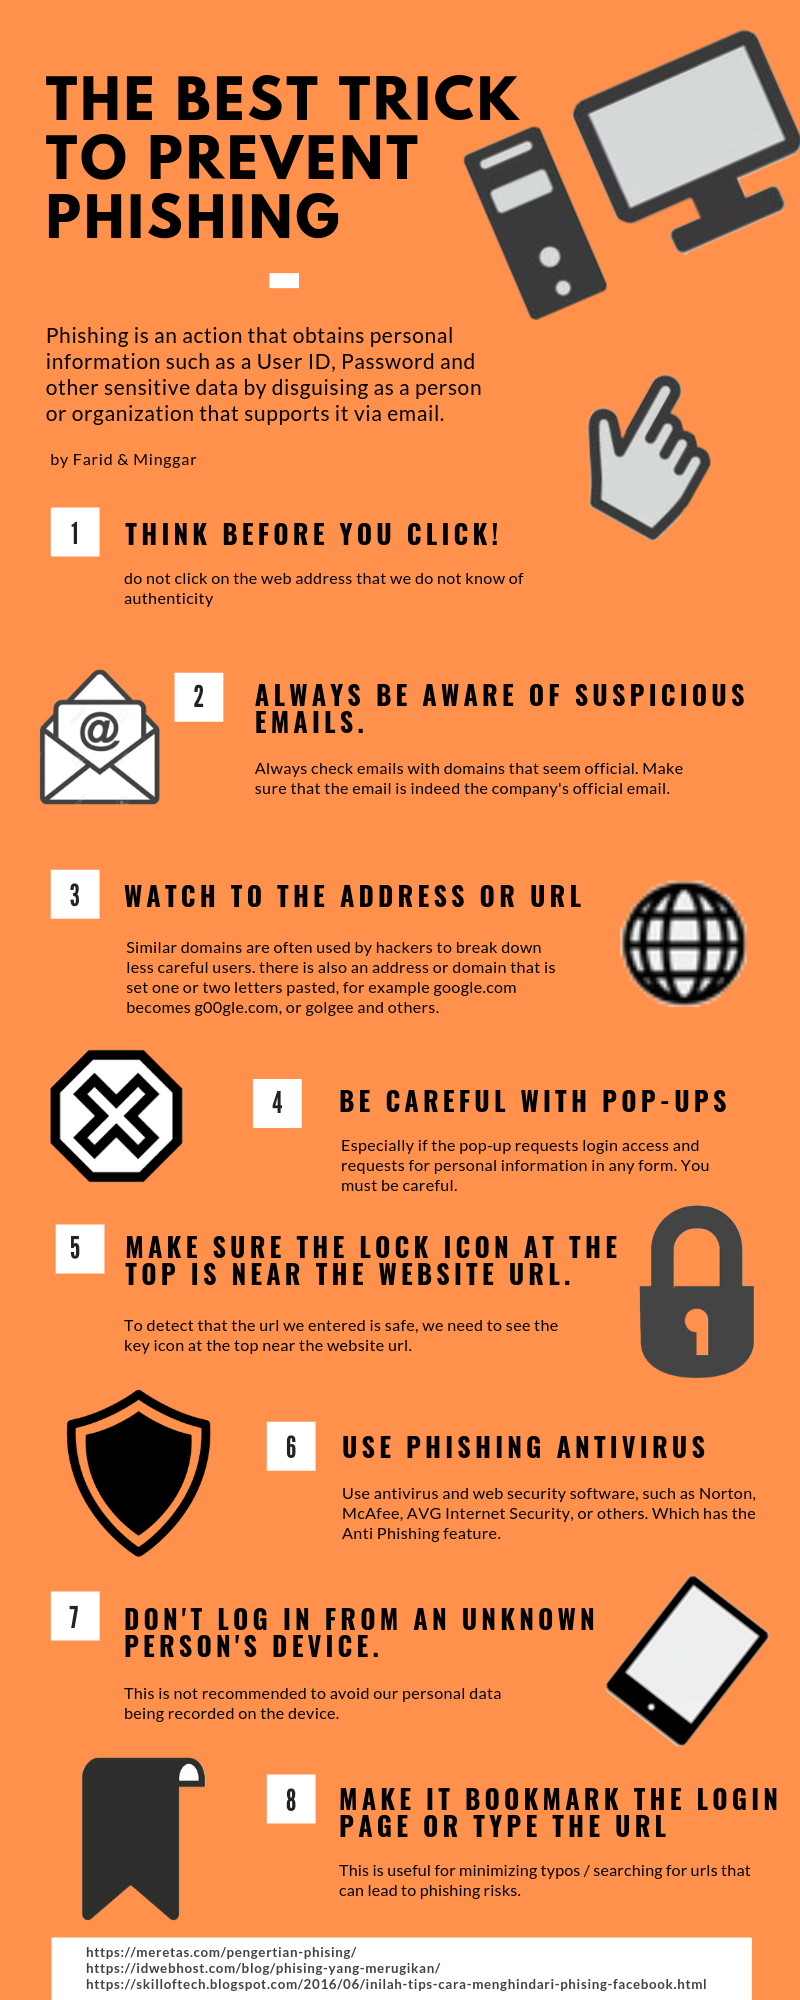 THE BEST TRICK
TO PREVENT
PHISHING
Phishing is an action that obtains personal
information such as a User ID, Password and
other sensitive data by disguising as a person
or organization that supports it via email.
by Farid & Minggar
1
THINK BEFORE YOU CLICK!
do not click on the web address that we do not know of
authenticity
@
2
ALWAYS BE AWARE OF SUSPICIOUS
EMAILS.
Always check emails with domains that seem official. Make
sure that the email is indeed the company's official email.
3
WATCH TO THE ADDRESS OR URL
Similar domains are often used by hackers to break down
less careful users. there is also an address or domain that is
set one or two letters pasted, for example google.com
becomes g00gle.com, or golgee and others.
4
BE CAREFUL WITH POP-UPS
Especially if the pop-up requests login access and
requests for personal information in any form. You
must be careful.
5
MAKE SURE THE LOCK ICON AT THE
TOP IS NEAR THE WEBSITE URL.
To detect that the url we entered is safe, we need to see the
key icon at the top near the website url.
6
USE PHISHING ANTIVIRUS
Use antivirus and web security software, such as Norton,
McAfee, AVG Internet Security, or others. Which has the
Anti Phishing feature.
7
DON'T LOG IN FROM AN UNKNOWN
PERSON'S DEVICE.
This is not recommended to avoid our personal data
being recorded on the device.
8
MAKE IT BOOKMARK THE LOGIN
PAGE OR TYPE THE URL
This is useful for minimizing typos / searching for urls that
can lead to phishing risks.
https://meretas.com/pengertian-phising/
https://idwebhost.com/blog/phising-yang-merugikan/
https://skilloftech.blogspot.com/2016/06/inilah-tips-cara-menghindari-phising-facebook.html